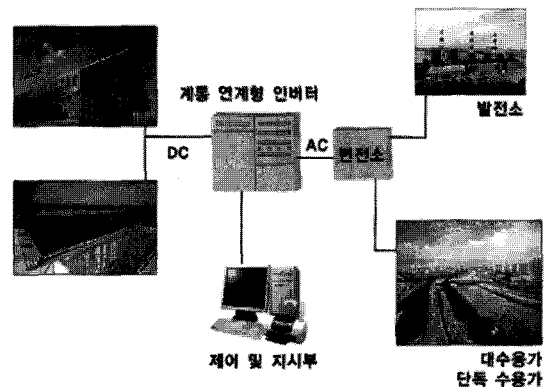 계통 연계형 인버터
발전소
DC
AC
변전소
제어 및 지시부
대수용가
단독 수용가